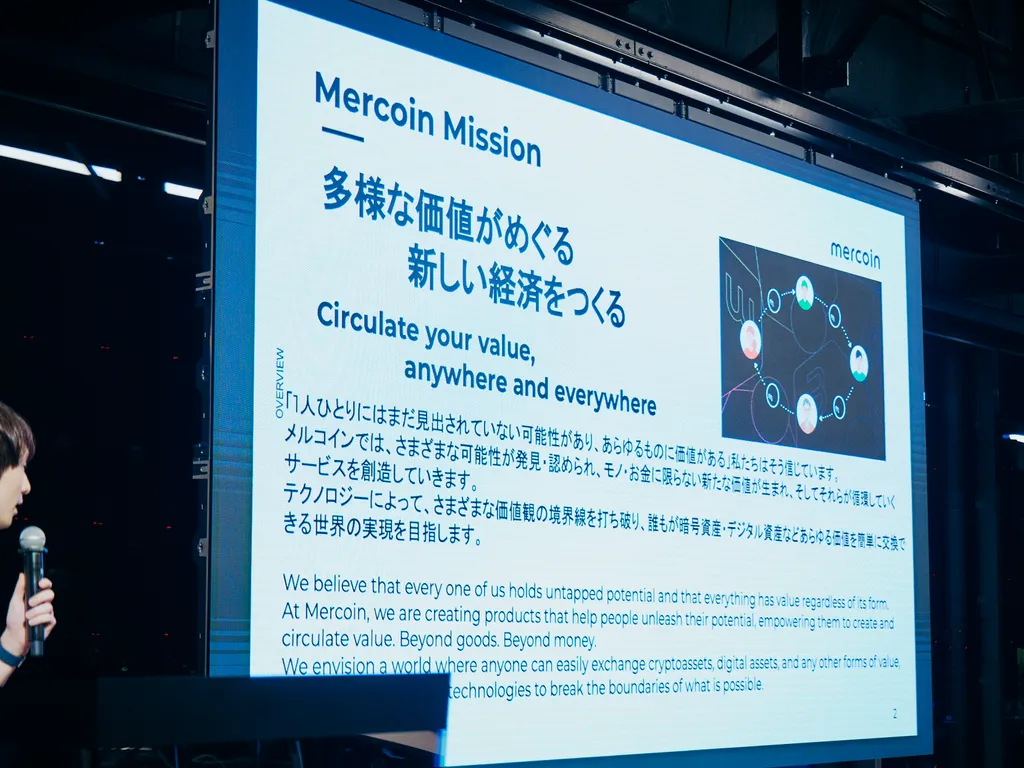 Mercoin Mission
多様な価値がめぐる
新しい経済をつくる
mercoin
Circulate your value,
anywhere and everywhere
OVERVIEW
「1人ひとりにはまだ見出されていない可能性があり、あらゆるものに価値がある」私たちはそう信じています。
メルコインでは、さまざまな可能性が発見・認められ、モノ・お金に限らない新たな価値が生まれ、そしてそれらが循環していく
サービスを創造していきます。
テクノロジーによって、さまざまな価値観の境界線を打ち破り、誰もが暗号資産・デジタル資産などあらゆる価値を簡単に交換で
きる世界の実現を目指します。
We believe that every one of us holds untapped potential and that everything has value regardless of its form.
At Mercoin, we are creating products that help people unleash their potential, empowering them to create and
circulate value. Beyond goods. Beyond money.
We envision a world where anyone can easily exchange cryptoassets, digital assets, and any other forms of value,
technologies to break the boundaries of what is possible.
2